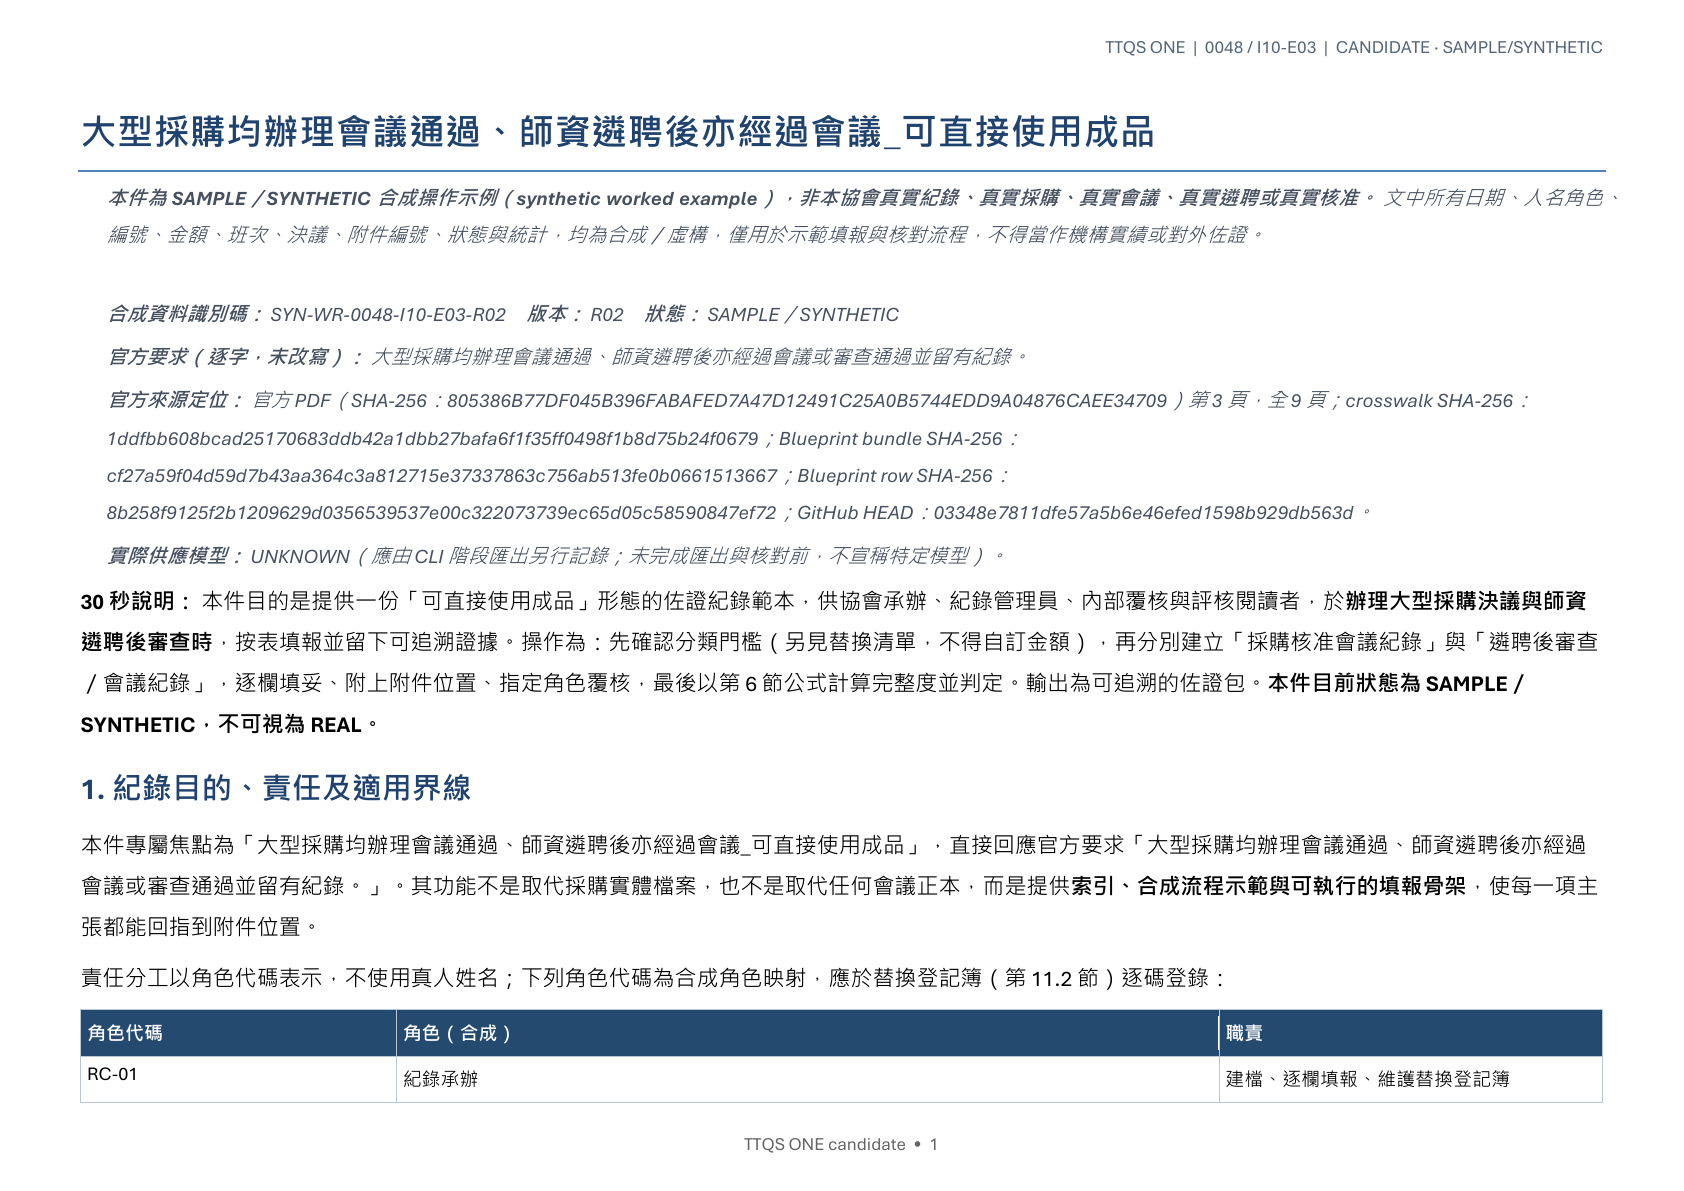 TTQS ONE | 0048 / I10-E03 | CANDIDATE · SAMPLE/SYNTHETIC
大型採購均辦理會議通過、師資遴聘後亦經過會議_可直接使用成品
本件為 SAMPLE／SYNTHETIC 合成操作示例（synthetic worked example），非本協會真實紀錄、真實採購、真實會議、真實遴聘或真實核准。 文中所有日期、人名角色、
編號、金額、班次、決議、附件編號、狀態與統計，均為合成／虛構，僅用於示範填報與核對流程，不得當作機構實績或對外佐證。
合成資料識別碼： SYN-WR-0048-I10-E03-R02 版本： R02 狀態： SAMPLE／SYNTHETIC
官方要求（逐字，未改寫）： 大型採購均辦理會議通過、師資遴聘後亦經過會議或審查通過並留有紀錄。
官方來源定位： 官方 PDF（SHA-256：805386B77DF045B396FABAFED7A47D12491C25A0B5744EDD9A04876CAEE34709）第 3 頁，全 9 頁；crosswalk SHA-256：
1ddfbb608bcad25170683ddb42a1dbb27bafa6f1f35ff0498f1b8d75b24f0679；Blueprint bundle SHA-256：
cf27a59f04d59d7b43aa364c3a812715e37337863c756ab513fe0b0661513667；Blueprint row SHA-256：
8b258f9125f2b1209629d0356539537e00c322073739ec65d05c58590847ef72；GitHub HEAD：03348e7811dfe57a5b6e46efed1598b929db563d。
實際供應模型： UNKNOWN（應由 CLI 階段匯出另行記錄；未完成匯出與核對前，不宣稱特定模型）。
30 秒說明： 本件目的是提供一份「可直接使用成品」形態的佐證紀錄範本，供協會承辦、紀錄管理員、內部覆核與評核閱讀者，於辦理大型採購決議與師資
遴聘後審查時，按表填報並留下可追溯證據。操作為：先確認分類門檻（另見替換清單，不得自訂金額），再分別建立「採購核准會議紀錄」與「遴聘後審查
／會議紀錄」，逐欄填妥、附上附件位置、指定角色覆核，最後以第 6 節公式計算完整度並判定。輸出為可追溯的佐證包。本件目前狀態為 SAMPLE／
SYNTHETIC，不可視為 REAL。
1. 紀錄目的、責任及適用界線
本件專屬焦點為「大型採購均辦理會議通過、師資遴聘後亦經過會議_可直接使用成品」，直接回應官方要求「大型採購均辦理會議通過、師資遴聘後亦經過
會議或審查通過並留有紀錄。」。其功能不是取代採購實體檔案，也不是取代任何會議正本，而是提供索引、合成流程示範與可執行的填報骨架，使每一項主
張都能回指到附件位置。
責任分工以角色代碼表示，不使用真人姓名；下列角色代碼為合成角色映射，應於替換登記簿（第 11.2 節）逐碼登錄：
角色代碼 角色（合成） 職責
RC-01 紀錄承辦 建檔、逐欄填報、維護替換登記簿
TTQS ONE candidate • 1